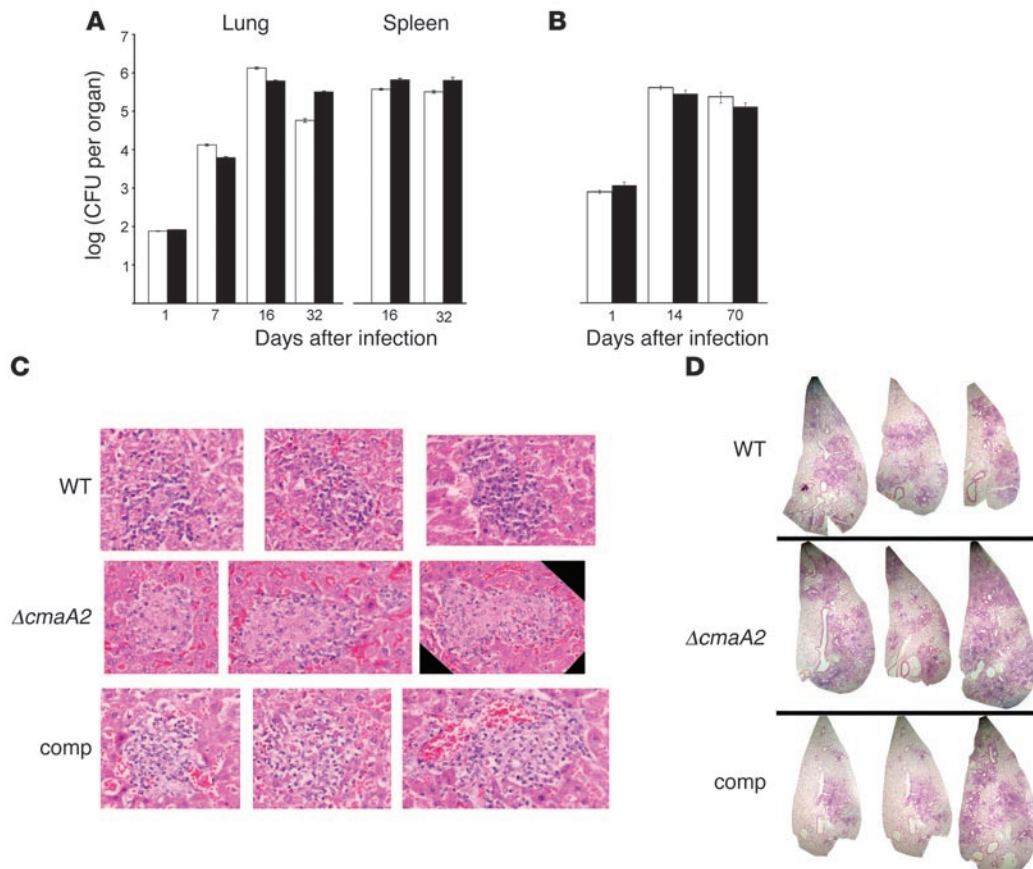 A
Lung
Spleen
B
7
6
5
4
3
2
1
log (CFU per organ)
1 7 16 32 16 32
Days after infection
1 14 70
Days after infection
C
WT
ΔcmaA2
comp
D
WT
ΔcmaA2
comp